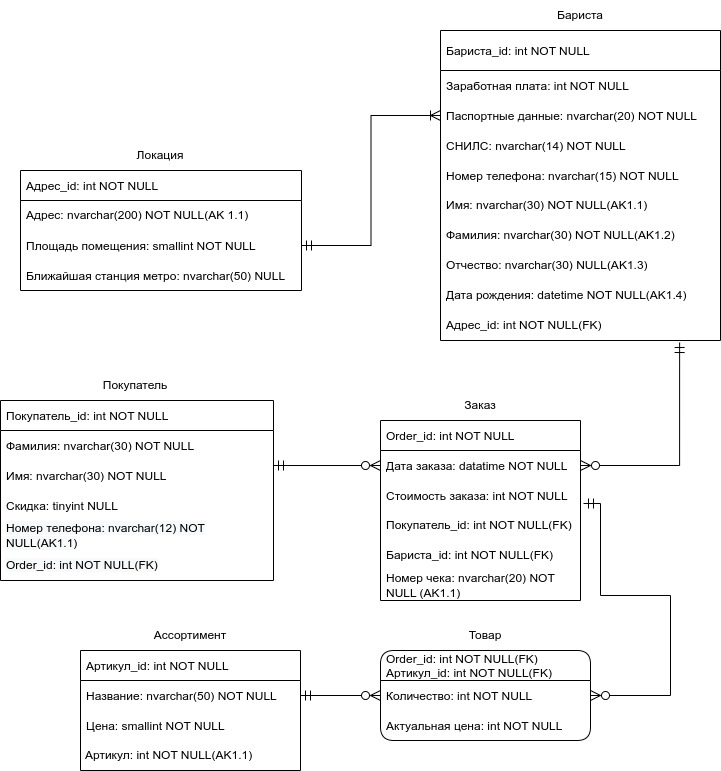 Бариста
Бариста_id: int NOT NULL
Заработная плата: int NOT NULL
Паспортные данные: nvarchar(20) NOT NULL
СНИЛС: nvarchar(14) NOT NULL
Номер телефона: nvarchar(15) NOT NULL
Имя: nvarchar(30) NOT NULL(AK1.1)
Фамилия: nvarchar(30) NOT NULL(AK1.2)
Отчество: nvarchar(30) NULL(AK1.3)
Дата рождения: datetime NOT NULL(AK1.4)
Адрес_id: int NOT NULL(FK)
Локация
Адрес_id: int NOT NULL
Адрес: nvarchar(200) NOT NULL(AK 1.1)
Площадь помещения: smallint NOT NULL
Ближайшая станция метро: nvarchar(50) NULL
Покупатель
Покупатель_id: int NOT NULL
Фамилия: nvarchar(30) NOT NULL
Имя: nvarchar(30) NOT NULL
Скидка: tinyint NULL
Номер телефона: nvarchar(12) NOT
NULL(AK1.1)
Order_id: int NOT NULL(FK)
Заказ
Order_id: int NOT NULL
Дата заказа: datatime NOT NULL
Стоимость заказа: int NOT NULL
Покупатель_id: int NOT NULL(FK)
Бариста_id: int NOT NULL(FK)
Номер чека: nvarchar(20) NOT
NULL (AK1.1)
Ассортимент
Артикул_id: int NOT NULL
Название: nvarchar(50) NOT NULL
Цена: smallint NOT NULL
Артикул: int NOT NULL(AK1.1)
Товар
Order_id: int NOT NULL(FK)
Артикул_id: int NOT NULL(FK)
Количество: int NOT NULL
Актуальная цена: int NOT NULL